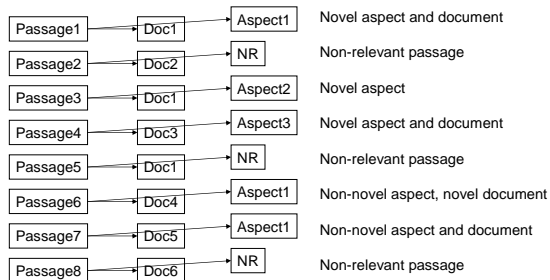 Passage1 Doc1 Aspect1 Novel aspect and document
Passage2 Doc2 NR Non-relevant passage
Passage3 Doc1 Aspect2 Novel aspect
Passage4 Doc3 Aspect3 Novel aspect and document
Passage5 Doc1 NR Non-relevant passage
Passage6 Doc4 Aspect1 Non-novel aspect, novel document
Passage7 Doc5 Aspect1 Non-novel aspect and document
Passage8 Doc6 NR Non-relevant passage